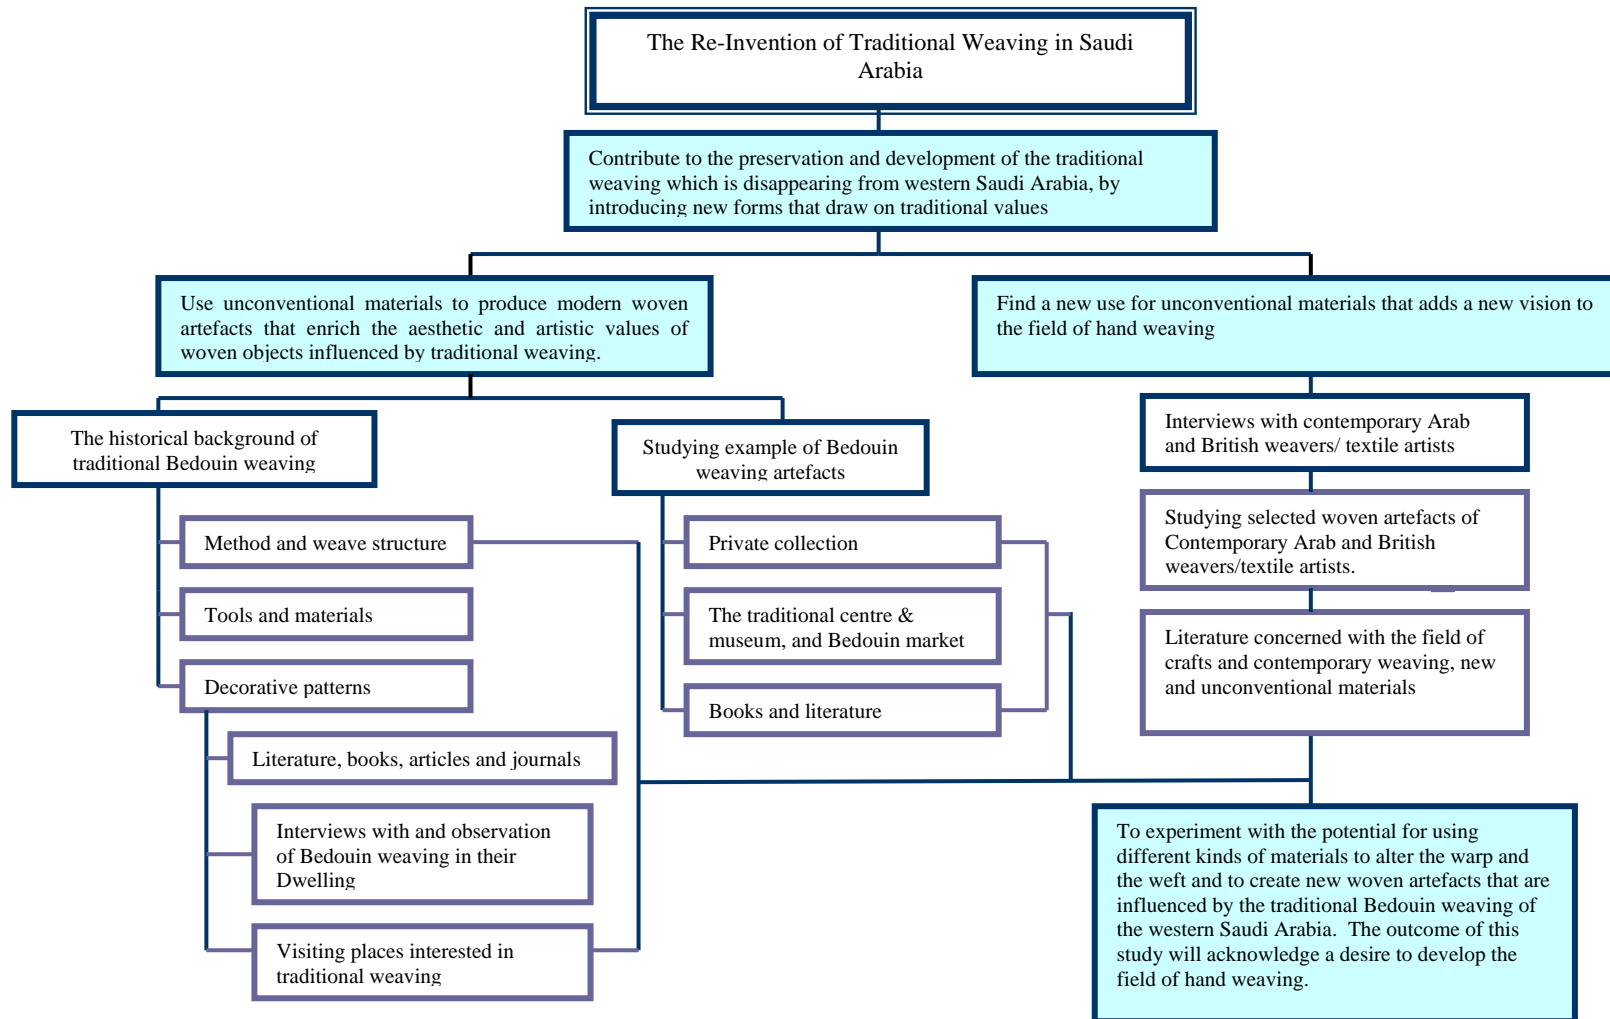 The Re-Invention of Traditional Weaving in Saudi
Arabia
Contribute to the preservation and development of the traditional
weaving which is disappearing from western Saudi Arabia, by
introducing new forms that draw on traditional values
Use unconventional materials to produce modern woven
artefacts that enrich the aesthetic and artistic values of
woven objects influenced by traditional weaving.
Find a new use for unconventional materials that adds a new vision to
the field of hand weaving
The historical background of
traditional Bedouin weaving
Method and weave structure
Tools and materials
Decorative patterns
Literature, books, articles and journals
Interviews with and observation
of Bedouin weaving in their
Dwelling
Visiting places interested in
traditional weaving
Studying example of Bedouin
weaving artefacts
Private collection
The traditional centre &
museum, and Bedouin market
Books and literature
Interviews with contemporary Arab
and British weavers/ textile artists
Studying selected woven artefacts of
Contemporary Arab and British
weavers/textile artists.
Literature concerned with the field of
crafts and contemporary weaving, new
and unconventional materials
To experiment with the potential for using
different kinds of materials to alter the warp and
the weft and to create new woven artefacts that are
influenced by the traditional Bedouin weaving of
the western Saudi Arabia.  The outcome of this
study will acknowledge a desire to develop the
field of hand weaving.